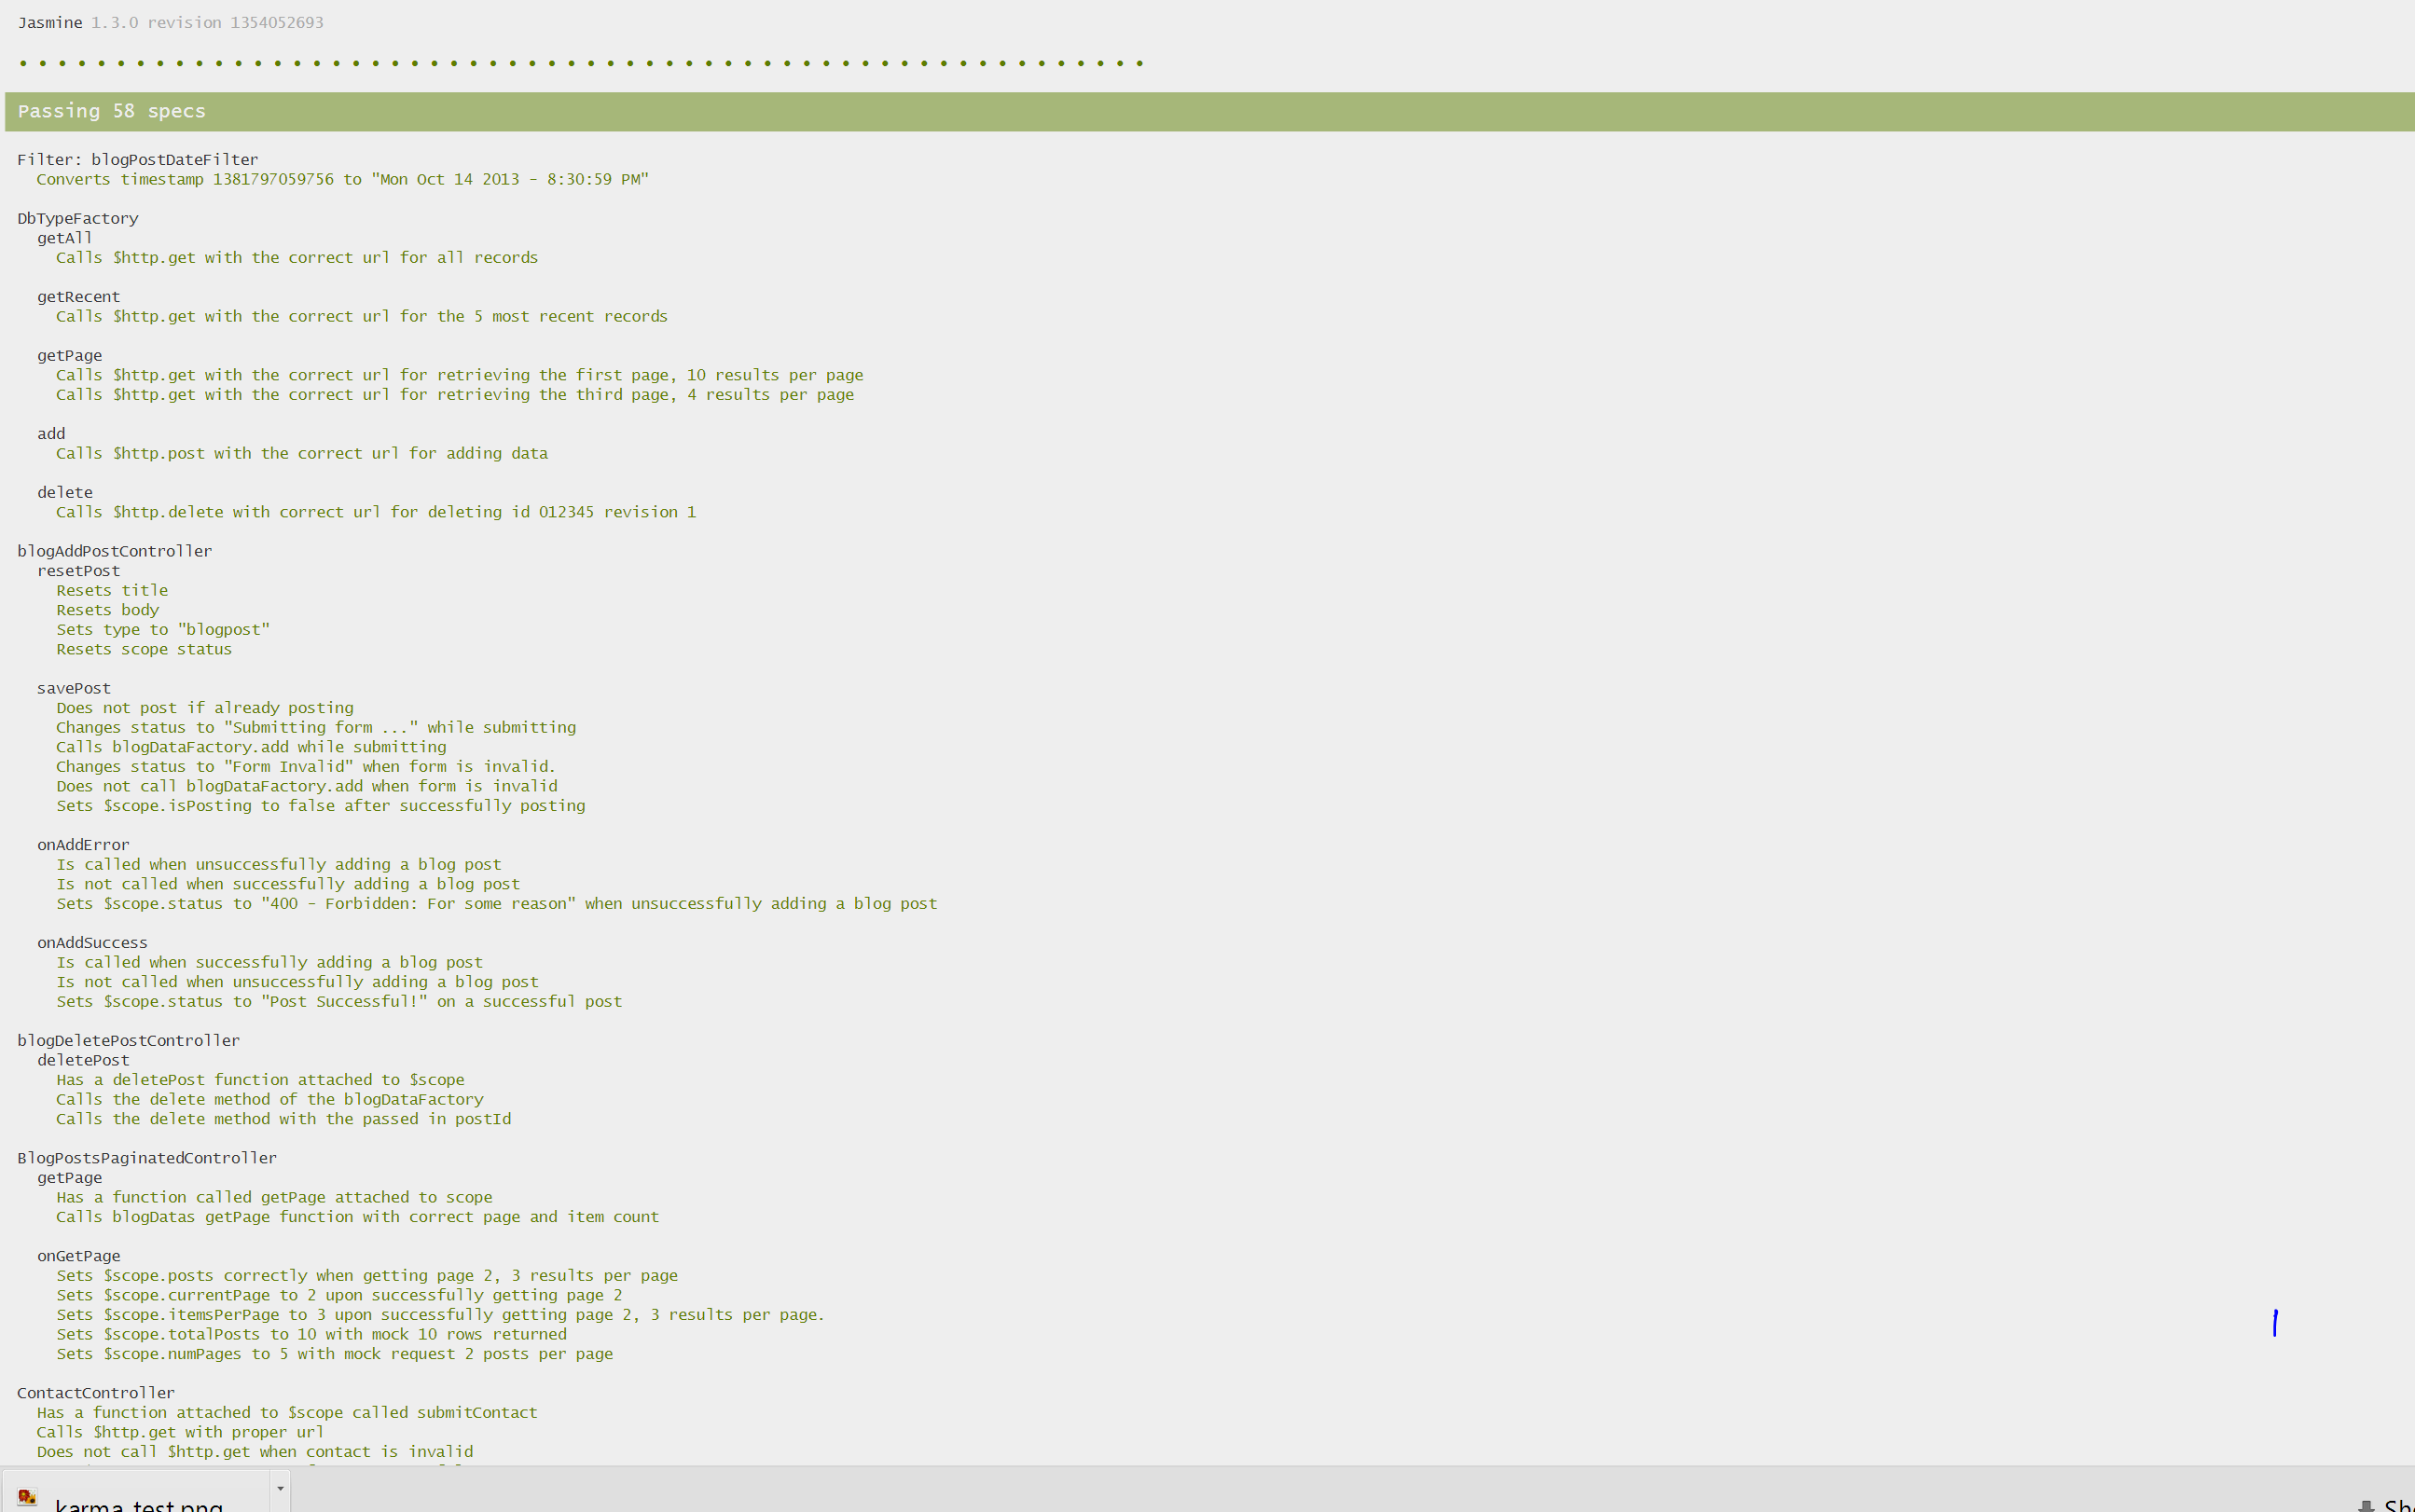 Jasmine 1.3.0 revision 1354052693
Passing 58 specs
Filter: blogPostDateFilter
Converts timestamp 1381797059756 to "Mon Oct 14 2013 - 8:30:59 PM"
DbTypeFactory
getAll
Calls $http.get with the correct url for all records
getRecent
Calls $http.get with the correct url for the 5 most recent records
getPage
Calls $http.get with the correct url for retrieving the first page, 10 results per page
Calls $http.get with the correct url for retrieving the third page, 4 results per page
add
Calls $http.post with the correct url for adding data
delete
Calls $http.delete with correct url for deleting id 012345 revision 1
blogAddPostController
resetPost
Resets title
Resets body
Sets type to "blogpost"
Resets scope status
savePost
Does not post if already posting
Changes status to "Submitting form ..." while submitting
Calls blogDataFactory.add while submitting
Changes status to "Form Invalid" when form is invalid.
Does not call blogDataFactory.add when form is invalid
Sets $scope.isPosting to false after successfully posting
onAddError
Is called when unsuccessfully adding a blog post
Is not called when successfully adding a blog post
Sets $scope.status to "400 - Forbidden: For some reason" when unsuccessfully adding a blog post
onAddSuccess
Is called when successfully adding a blog post
Is not called when unsuccessfully adding a blog post
Sets $scope.status to "Post Successful!" on a successful post
blogDeletePostController
deletePost
Has a deletePost function attached to $scope
Calls the delete method of the blogDataFactory
Calls the delete method with the passed in postId
BlogPostsPaginatedController
getPage
Has a function called getPage attached to scope
Calls blogDatas getPage function with correct page and item count
onGetPage
Sets $scope.posts correctly when getting page 2, 3 results per page
Sets $scope.currentPage to 2 upon successfully getting page 2
Sets $scope.itemsPerPage to 3 upon successfully getting page 2, 3 results per page.
Sets $scope.totalPosts to 10 with mock 10 rows returned
Sets $scope.numPages to 5 with mock request 2 posts per page
ContactController
Has a function attached to $scope called submitContact
Calls $http.get with proper url
Does not call $http.get when contact is invalid
karma_test.png